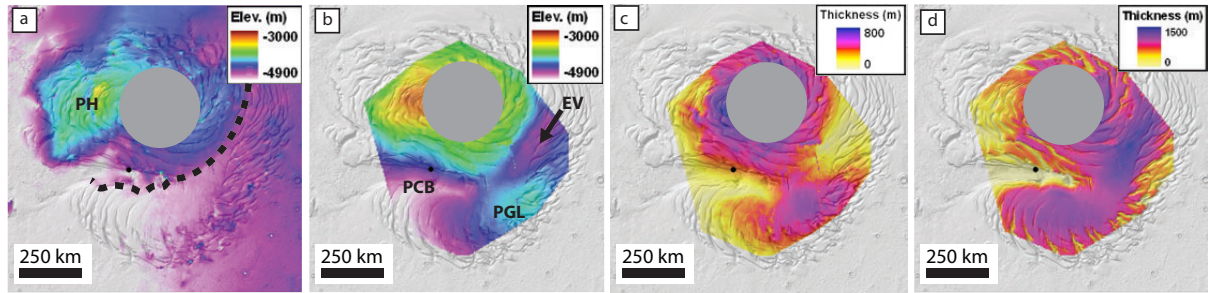 a
Elev. (m)
-3000
-4900
PH
250 km
b
Elev. (m)
-3000
-4900
EV
PCB
PGL
250 km
c
Thickness (m)
800
0
250 km
d
Thickness (m)
1500
0
250 km